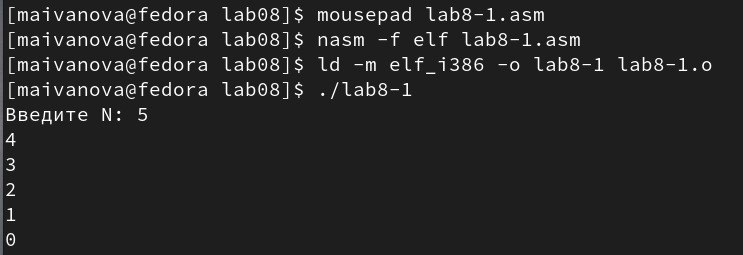 [maivanova@fedora lab08]$ mousepad lab8-1.asm
[maivanova@fedora lab08]$ nasm -f elf lab8-1.asm
[maivanova@fedora lab08]$ ld -m elf_i386 -o lab8-1 lab8-1.o
[maivanova@fedora lab08]$ ./lab8-1
Введите N: 5
4
3
2
1
0